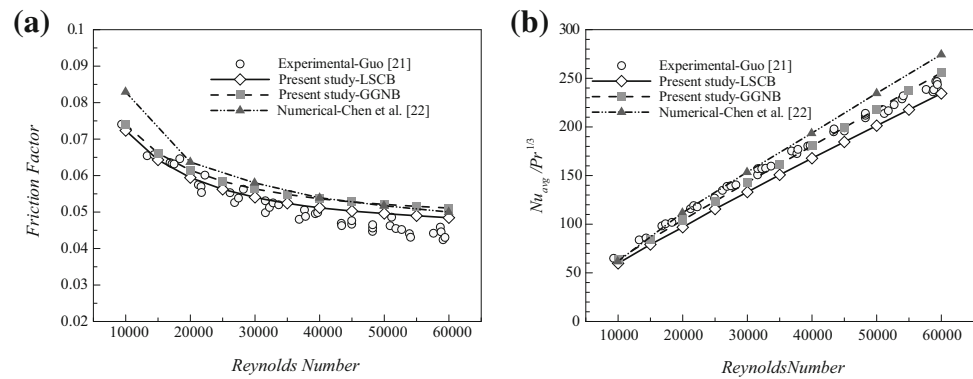 (a)
0.1
0.09
0.08
0.07
0.06
0.05
0.04
0.03
0.02
Friction Factor
Experimental-Guo [21]
Present study-LSCB
Present study-GGNB
Numerical-Chen et al. [22]
10000 20000 30000 40000 50000 60000
Reynolds Number
(b)
300
250
200
150
100
50
0
Nu_avg /Pr^1/3
Experimental-Guo [21]
Present study-LSCB
Present study-GGNB
Numerical-Chen et al. [22]
10000 20000 30000 40000 50000 60000
ReynoldsNumber